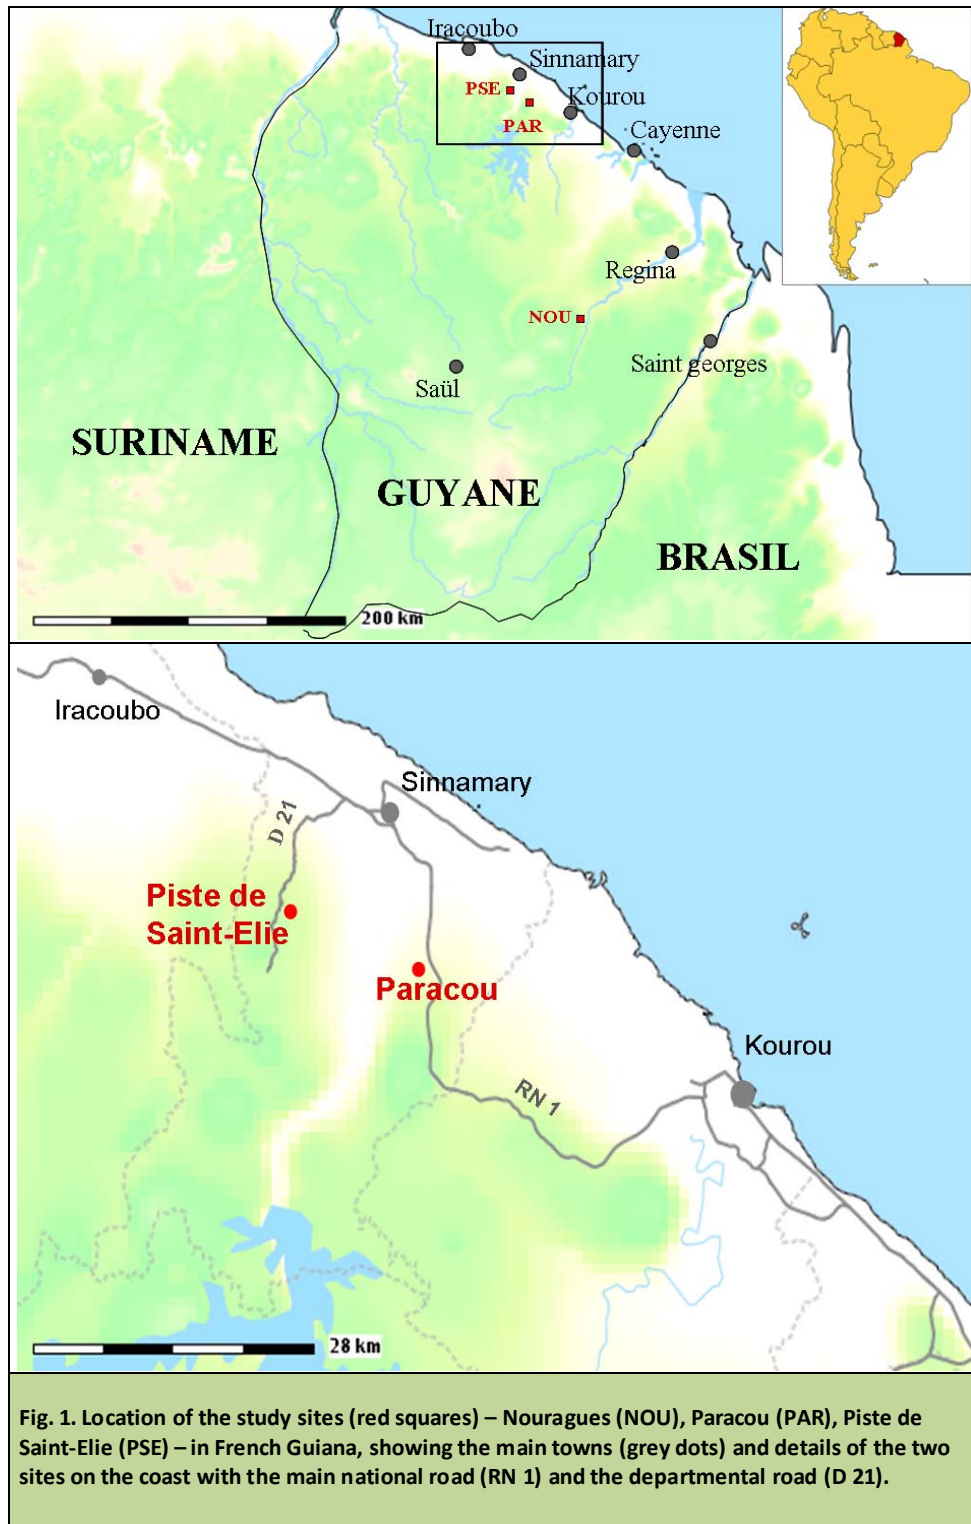 Iracoubo
Sinnamary
PSE
Kourou
PAR
Cayenne
Regina
NOU
Saint georges
Saül
SURINAME
GUYANE
BRASIL
200 km
Iracoubo
Sinnamary
D 21
Piste de
Saint-Elie
Paracou
Kourou
RN 1
28 km
Fig. 1. Location of the study sites (red squares) – Nouragues (NOU), Paracou (PAR), Piste de
Saint-Elie (PSE) – in French Guiana, showing the main towns (grey dots) and details of the two
sites on the coast with the main national road (RN 1) and the departmental road (D 21).